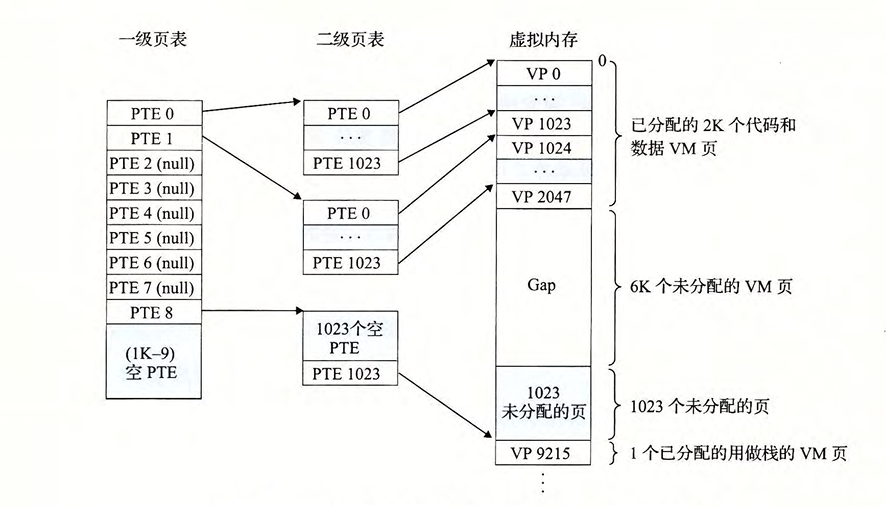 一级页表
PTE 0
PTE 1
PTE 2 (null)
PTE 3 (null)
PTE 4 (null)
PTE 5 (null)
PTE 6 (null)
PTE 7 (null)
PTE 8
(1K–9)
空 PTE
二级页表
PTE 0
···
PTE 1023
PTE 0
···
PTE 1023
1023个空
PTE
PTE 1023
虚拟内存
0
VP 0
···
VP 1023
VP 1024
···
VP 2047
Gap
1023
未分配的页
VP 9215
⋮
已分配的 2K 个代码和
数据 VM 页
6K 个未分配的 VM 页
1023 个未分配的页
1 个已分配的用做栈的 VM 页